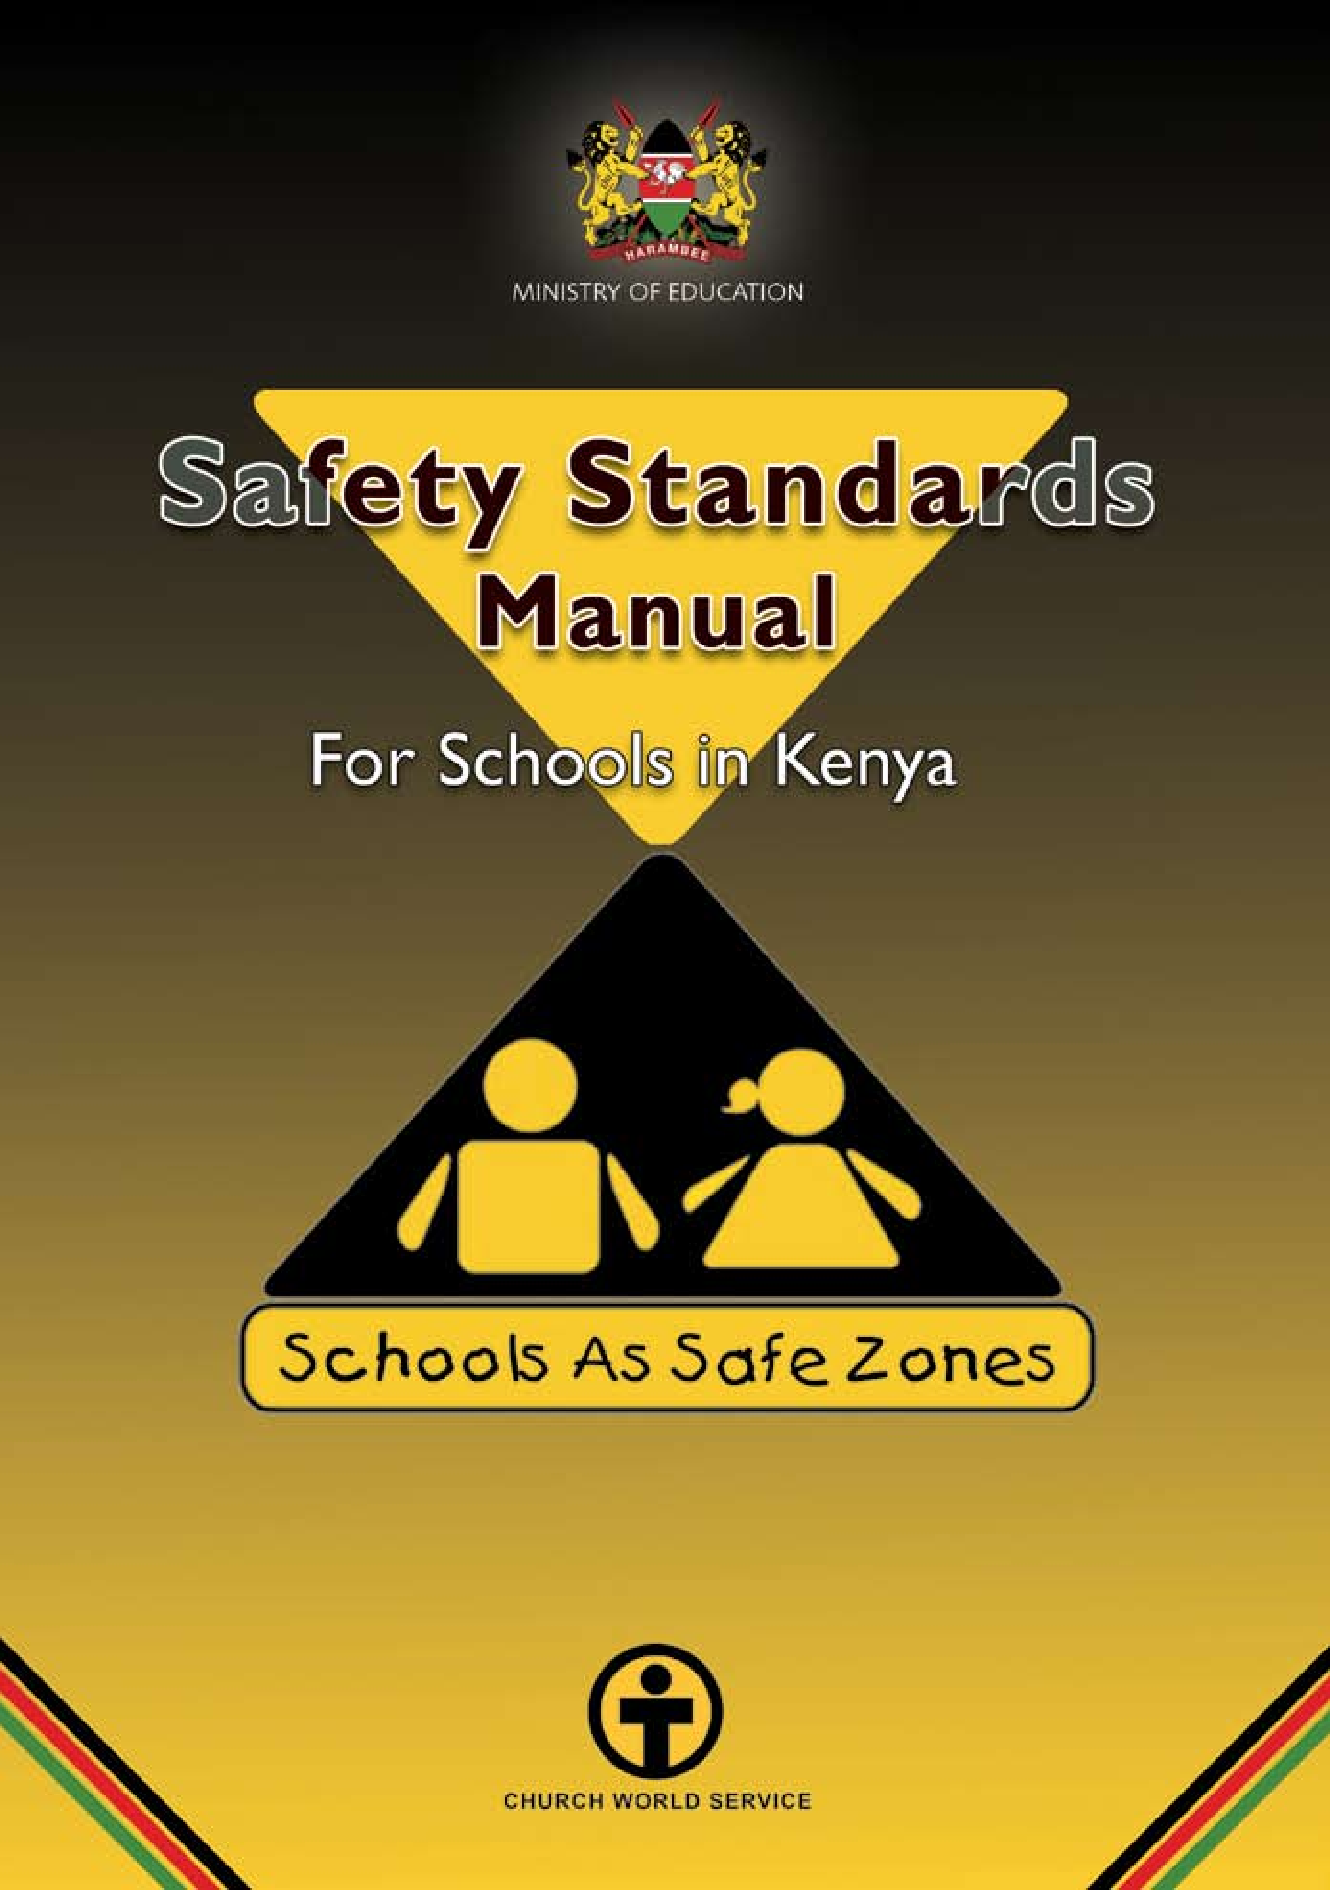 HARAMBEE
MINISTRY OF EDUCATION
Safety Standards
Manual
For Schools in Kenya
Schools As Safe Zones
CHURCH WORLD SERVICE